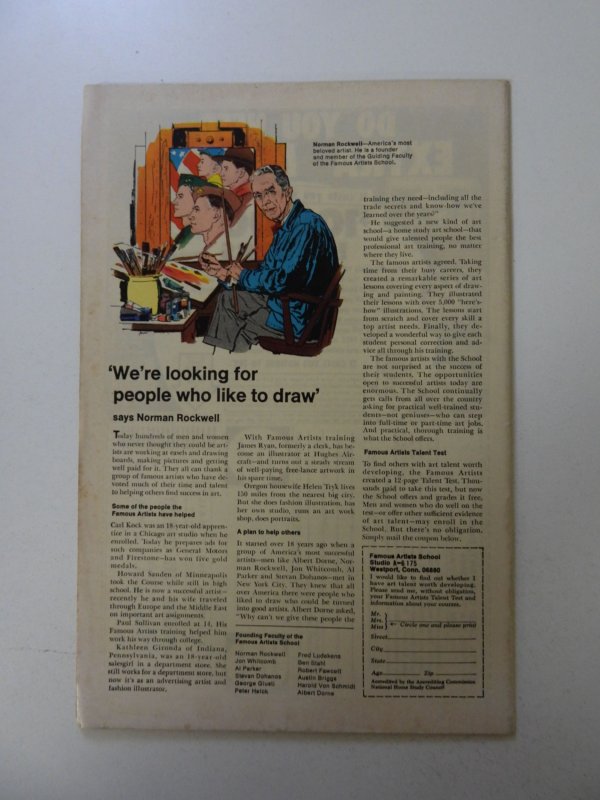 Norman Rockwell—America's most
beloved artist. He is a founder
and member of the Guiding Faculty
of the Famous Artists School.
'We're looking for
people who like to draw'
says Norman Rockwell
Today hundreds of men and women
who never thought they could be art-
ists are working at easels and drawing
boards, making pictures and getting
well paid for it. They all can thank a
group of famous artists who have de-
voted much of their time and talent
to helping others find success in art.
Some of the people the
Famous Artists have helped
Carl Kock was an 18-year-old appren-
tice in a Chicago art studio when he
enrolled. Today he prepares ads for
such companies as General Motors
and Firestone—has won five gold
medals.
Howard Sanden of Minneapolis
took the Course while still in high
school. He is now a successful artist—
recently he and his wife traveled
through Europe and the Middle East
on important art assignments.
Paul Sullivan enrolled at 14. His
Famous Artists training helped him
work his way through college.
Kathleen Gironda of Indiana,
Pennsylvania, was an 18-year-old
salesgirl in a department store. She
still works for a department store, but
now it's as an advertising artist and
fashion illustrator.
With Famous Artists training
James Ryan, formerly a clerk, has be-
come an illustrator at Hughes Air-
craft—and turns out a steady stream
of well-paying free-lance artwork in
his spare time.
Oregon housewife Helen Tryk lives
150 miles from the nearest big city.
But she does fashion illustration, has
her own studio, runs an art work
shop, does portraits.
A plan to help others
It started over 18 years ago when a
group of America's most successful
artists—men like Albert Dorne, Nor-
man Rockwell, Jon Whitcomb, Al
Parker and Stevan Dohanos—met in
New York City. They knew that all
over America there were people who
liked to draw who could be turned
into good artists. Albert Dorne asked,
"Why can't we give these people the
Founding Faculty of the
Famous Artists School
Norman Rockwell
Jon Whitcomb
Al Parker
Stevan Dohanos
George Giusti
Peter Helck
Fred Ludekens
Ben Stahl
Robert Fawcett
Austin Briggs
Harold Von Schmidt
Albert Dorne
training they need—including all the
trade secrets and know-how we've
learned over the years?"
He suggested a new kind of art
school—a home study art school—that
would give talented people the best
professional art training, no matter
where they live.
The famous artists agreed. Taking
time from their busy careers, they
created a remarkable series of art
lessons covering every aspect of draw-
ing and painting. They illustrated
their lessons with over 5,000 "here's-
how" illustrations. The lessons start
from scratch and cover every skill a
top artist needs. Finally, they de-
veloped a wonderful way to give each
student personal correction and ad-
vice all through his training.
The famous artists with the School
are not surprised at the success of
their students. The opportunities
open to successful artists today are
enormous. The School continually
gets calls from all over the country
asking for practical well-trained stu-
dents—not geniuses—who can step
into full-time or part-time art jobs.
And practical, thorough training is
what the School offers.
Famous Artists Talent Test
To find others with art talent worth
developing, the Famous Artists
created a 12-page Talent Test. Thou-
sands paid to take this test, but now
the School offers and grades it free.
Men and women who do well on the
test—or offer other sufficient evidence
of art talent—may enroll in the
School. But there's no obligation.
Simply mail the coupon below.
Famous Artists School
Studio A-6175
Westport, Conn. 06880
I would like to find out whether I
have art talent worth developing.
Please send me, without obligation,
your Famous Artists Talent Test and
information about your courses.
Mr.
Mrs.
Miss
Circle one and please print
Street
City
State
Age Zip
Accredited by the Accrediting Commission
National Home Study Council